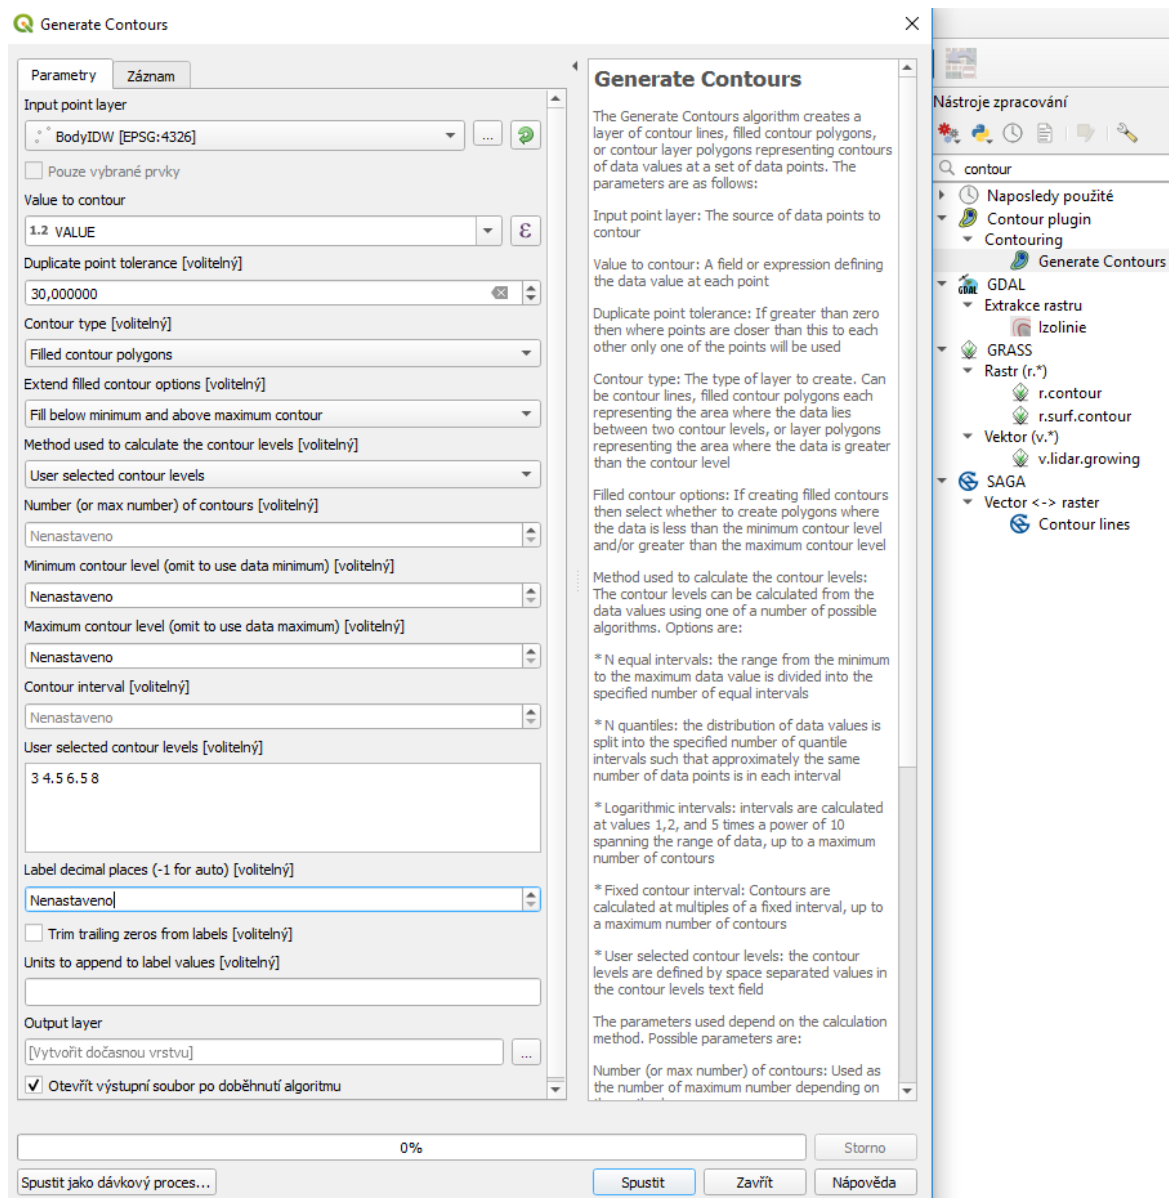 Generate Contours
Parametry
Záznam
Input point layer
BodyIDW [EPSG:4326]
...
Pouze vybrané prvky
Value to contour
1.2 VALUE
ε
Duplicate point tolerance [volitelný]
30,000000
Contour type [volitelný]
Filled contour polygons
Extend filled contour options [volitelný]
Fill below minimum and above maximum contour
Method used to calculate the contour levels [volitelný]
User selected contour levels
Number (or max number) of contours [volitelný]
Nenastaveno
Minimum contour level (omit to use data minimum) [volitelný]
Nenastaveno
Maximum contour level (omit to use data maximum) [volitelný]
Nenastaveno
Contour interval [volitelný]
Nenastaveno
User selected contour levels [volitelný]
3 4.5 6.5 8
Label decimal places (-1 for auto) [volitelný]
Nenastaveno
Trim trailing zeros from labels [volitelný]
Units to append to label values [volitelný]
Output layer
[Vytvořit dočasnou vrstvu]
...
Otevřít výstupní soubor po doběhnutí algoritmu
Generate Contours
The Generate Contours algorithm creates a
layer of contour lines, filled contour polygons,
or contour layer polygons representing contours
of data values at a set of data points. The
parameters are as follows:
Input point layer: The source of data points to
contour
Value to contour: A field or expression defining
the data value at each point
Duplicate point tolerance: If greater than zero
then where points are closer than this to each
other only one of the points will be used
Contour type: The type of layer to create. Can
be contour lines, filled contour polygons each
representing the area where the data lies
between two contour levels, or layer polygons
representing the area where the data is greater
than the contour level
Filled contour options: If creating filled contours
then select whether to create polygons where
the data is less than the minimum contour level
and/or greater than the maximum contour level
Method used to calculate the contour levels:
The contour levels can be calculated from the
data values using one of a number of possible
algorithms. Options are:
* N equal intervals: the range from the minimum
to the maximum data value is divided into the
specified number of equal intervals
* N quantiles: the distribution of data values is
split into the specified number of quantile
intervals such that approximately the same
number of data points is in each interval
* Logarithmic intervals: intervals are calculated
at values 1,2, and 5 times a power of 10
spanning the range of data, up to a maximum
number of contours
* Fixed contour interval: Contours are
calculated at multiples of a fixed interval, up to
a maximum number of contours
* User selected contour levels: the contour
levels are defined by space separated values in
the contour levels text field
The parameters used depend on the calculation
method. Possible parameters are:
Number (or max number) of contours: Used as
the number of maximum number depending on
0%
Storno
Spustit jako dávkový proces...
Spustit
Zavřít
Nápověda
Nástroje zpracování
contour
Naposledy použité
Contour plugin
Contouring
Generate Contours
GDAL
Extrakce rastru
Izolinie
GRASS
Rastr (r.*)
r.contour
r.surf.contour
Vektor (v.*)
v.lidar.growing
SAGA
Vector <-> raster
Contour lines